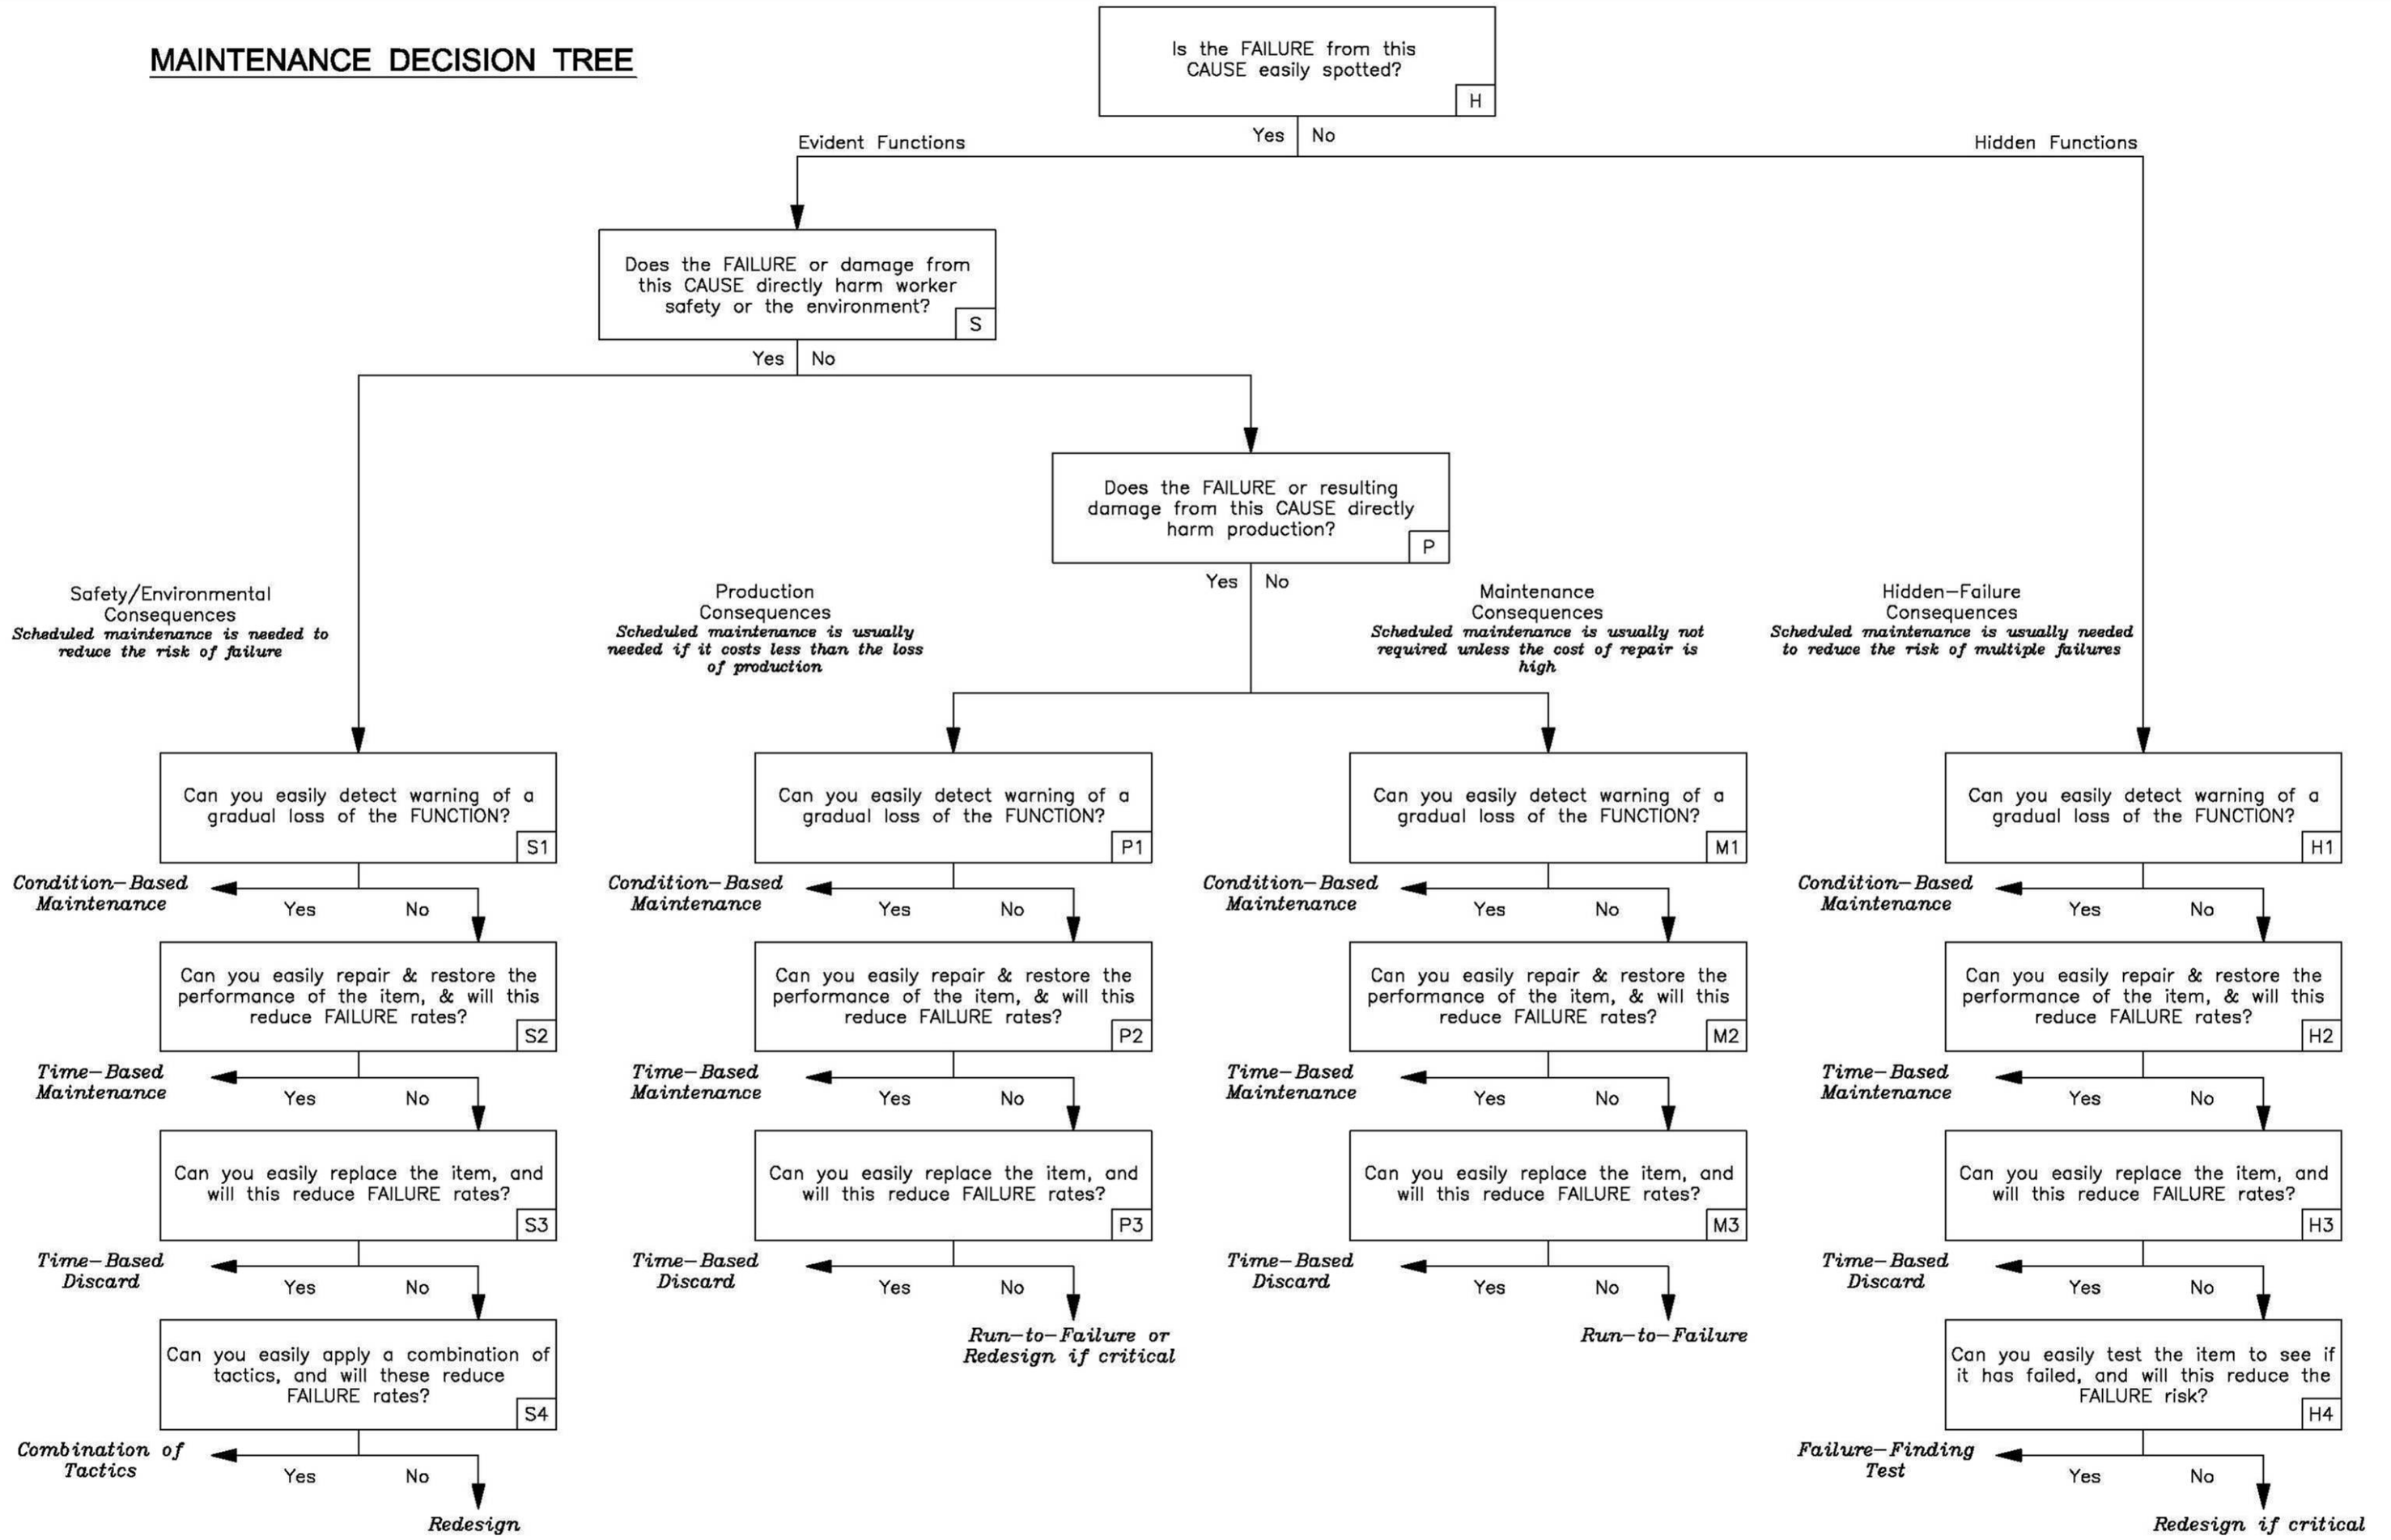 MAINTENANCE DECISION TREE
Is the FAILURE from this
CAUSE easily spotted?
H
Yes
No
Evident Functions
Hidden Functions
Does the FAILURE or damage from
this CAUSE directly harm worker
safety or the environment?
S
Yes
No
Does the FAILURE or resulting
damage from this CAUSE directly
harm production?
P
Yes
No
Safety/Environmental
Consequences
Scheduled maintenance is needed to
reduce the risk of failure
Production
Consequences
Scheduled maintenance is usually
needed if it costs less than the loss
of production
Maintenance
Consequences
Scheduled maintenance is usually not
required unless the cost of repair is
high
Hidden-Failure
Consequences
Scheduled maintenance is usually needed
to reduce the risk of multiple failures
Can you easily detect warning of a
gradual loss of the FUNCTION?
S1
Can you easily detect warning of a
gradual loss of the FUNCTION?
P1
Can you easily detect warning of a
gradual loss of the FUNCTION?
M1
Can you easily detect warning of a
gradual loss of the FUNCTION?
H1
Condition-Based
Maintenance
Yes
No
Condition-Based
Maintenance
Yes
No
Condition-Based
Maintenance
Yes
No
Condition-Based
Maintenance
Yes
No
Can you easily repair & restore the
performance of the item, & will this
reduce FAILURE rates?
S2
Can you easily repair & restore the
performance of the item, & will this
reduce FAILURE rates?
P2
Can you easily repair & restore the
performance of the item, & will this
reduce FAILURE rates?
M2
Can you easily repair & restore the
performance of the item, & will this
reduce FAILURE rates?
H2
Time-Based
Maintenance
Yes
No
Time-Based
Maintenance
Yes
No
Time-Based
Maintenance
Yes
No
Time-Based
Maintenance
Yes
No
Can you easily replace the item, and
will this reduce FAILURE rates?
S3
Can you easily replace the item, and
will this reduce FAILURE rates?
P3
Can you easily replace the item, and
will this reduce FAILURE rates?
M3
Can you easily replace the item, and
will this reduce FAILURE rates?
H3
Time-Based
Discard
Yes
No
Time-Based
Discard
Yes
No
Time-Based
Discard
Yes
No
Time-Based
Discard
Yes
No
Can you easily apply a combination of
tactics, and will these reduce
FAILURE rates?
S4
Run-to-Failure or
Redesign if critical
Run-to-Failure
Can you easily test the item to see if
it has failed, and will this reduce the
FAILURE risk?
H4
Combination of
Tactics
Yes
No
Redesign
Failure-Finding
Test
Yes
No
Redesign if critical